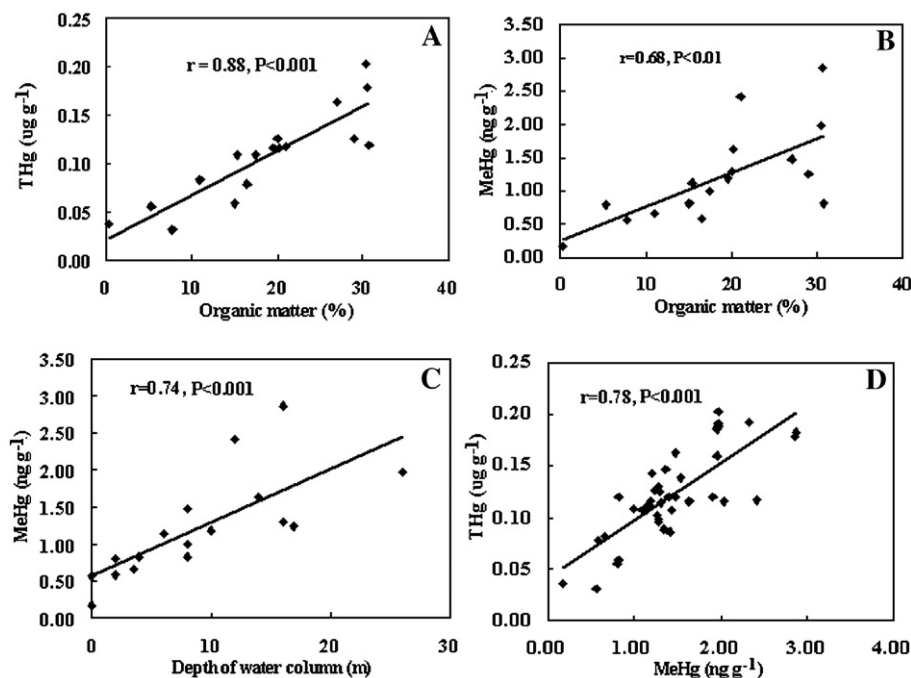 A
r = 0.88, P<0.001
THg (ug g-1)
0.25
0.20
0.15
0.10
0.05
0.00
0 10 20 30 40
Organic matter (%)
B
r=0.68, P<0.01
MeHg (ng g-1)
3.50
3.00
2.50
2.00
1.50
1.00
0.50
0.00
0 10 20 30 40
Organic matter (%)
C
r=0.74, P<0.001
MeHg (ng g-1)
3.50
3.00
2.50
2.00
1.50
1.00
0.50
0.00
0 10 20 30
Depth of water column (m)
D
r=0.78, P<0.001
THg (ug g-1)
0.25
0.20
0.15
0.10
0.05
0.00
0.00 1.00 2.00 3.00 4.00
MeHg (ng g-1)